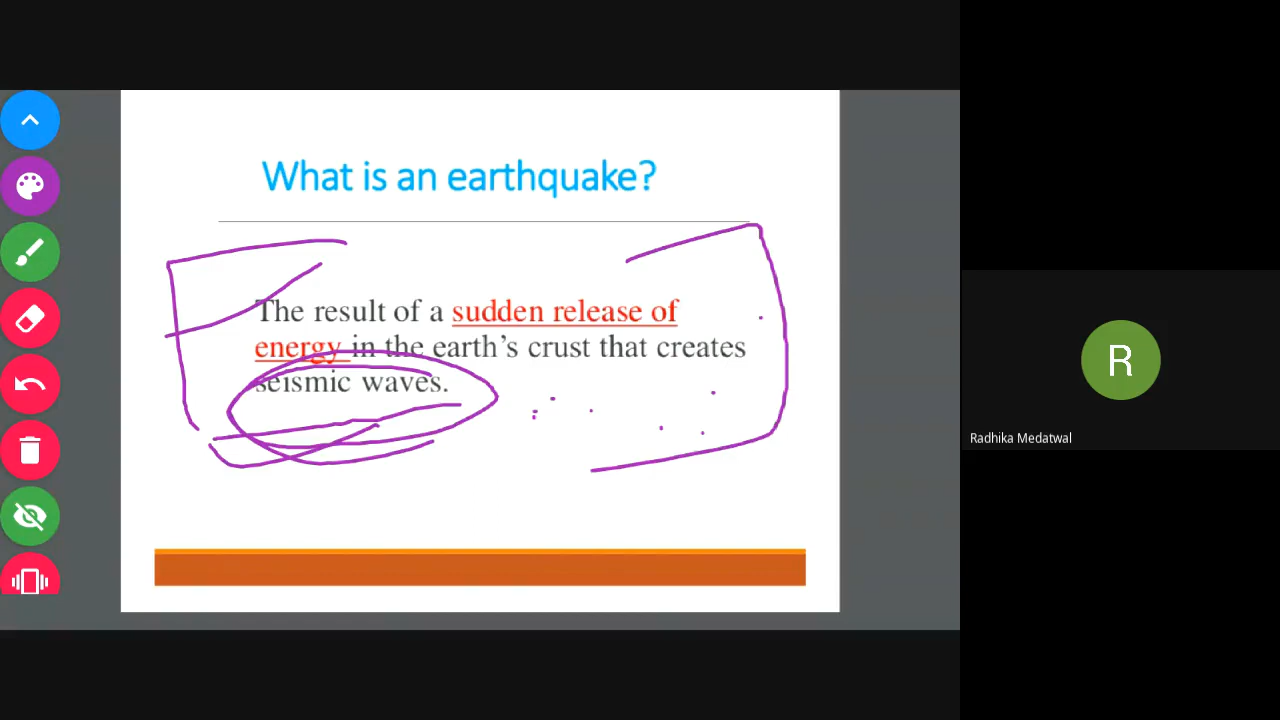 What is an earthquake?
The result of a sudden release of
energy in the earth's crust that creates
seismic waves.
R
Radhika Medatwal